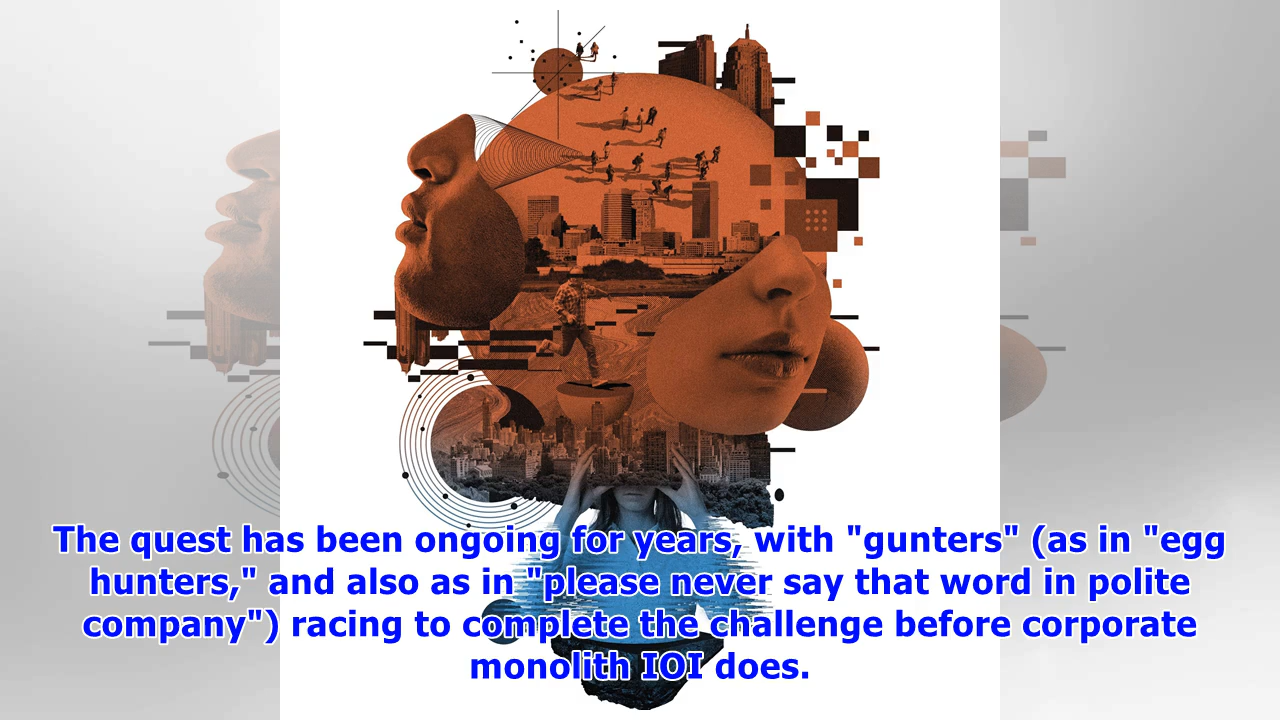 The quest has been ongoing for years, with "gunters" (as in "egg
hunters," and also as in "please never say that word in polite
company") racing to complete the challenge before corporate
monolith IOI does.